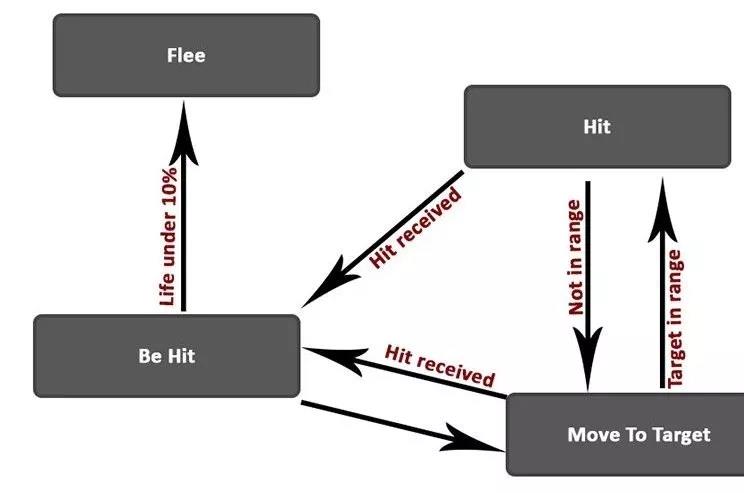 Flee
Hit
Life under 10%
Hit received
Not in range
Target in range
Be Hit
Hit received
Move To Target